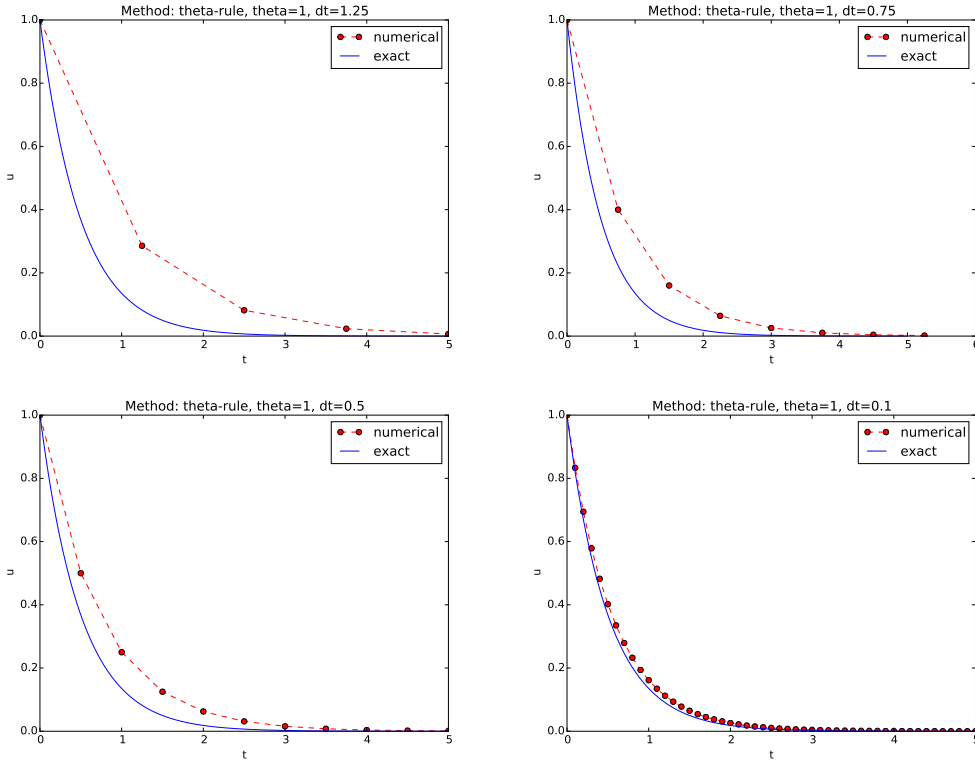 Method: theta-rule, theta=1, dt=1.25
numerical
exact
1.0
0.8
0.6
0.4
0.2
0.0
u
0 1 2 3 4 5
t
Method: theta-rule, theta=1, dt=0.75
numerical
exact
1.0
0.8
0.6
0.4
0.2
0.0
u
0 1 2 3 4 5 6
t
Method: theta-rule, theta=1, dt=0.5
numerical
exact
1.0
0.8
0.6
0.4
0.2
0.0
u
0 1 2 3 4 5
t
Method: theta-rule, theta=1, dt=0.1
numerical
exact
1.0
0.8
0.6
0.4
0.2
0.0
u
0 1 2 3 4 5
t